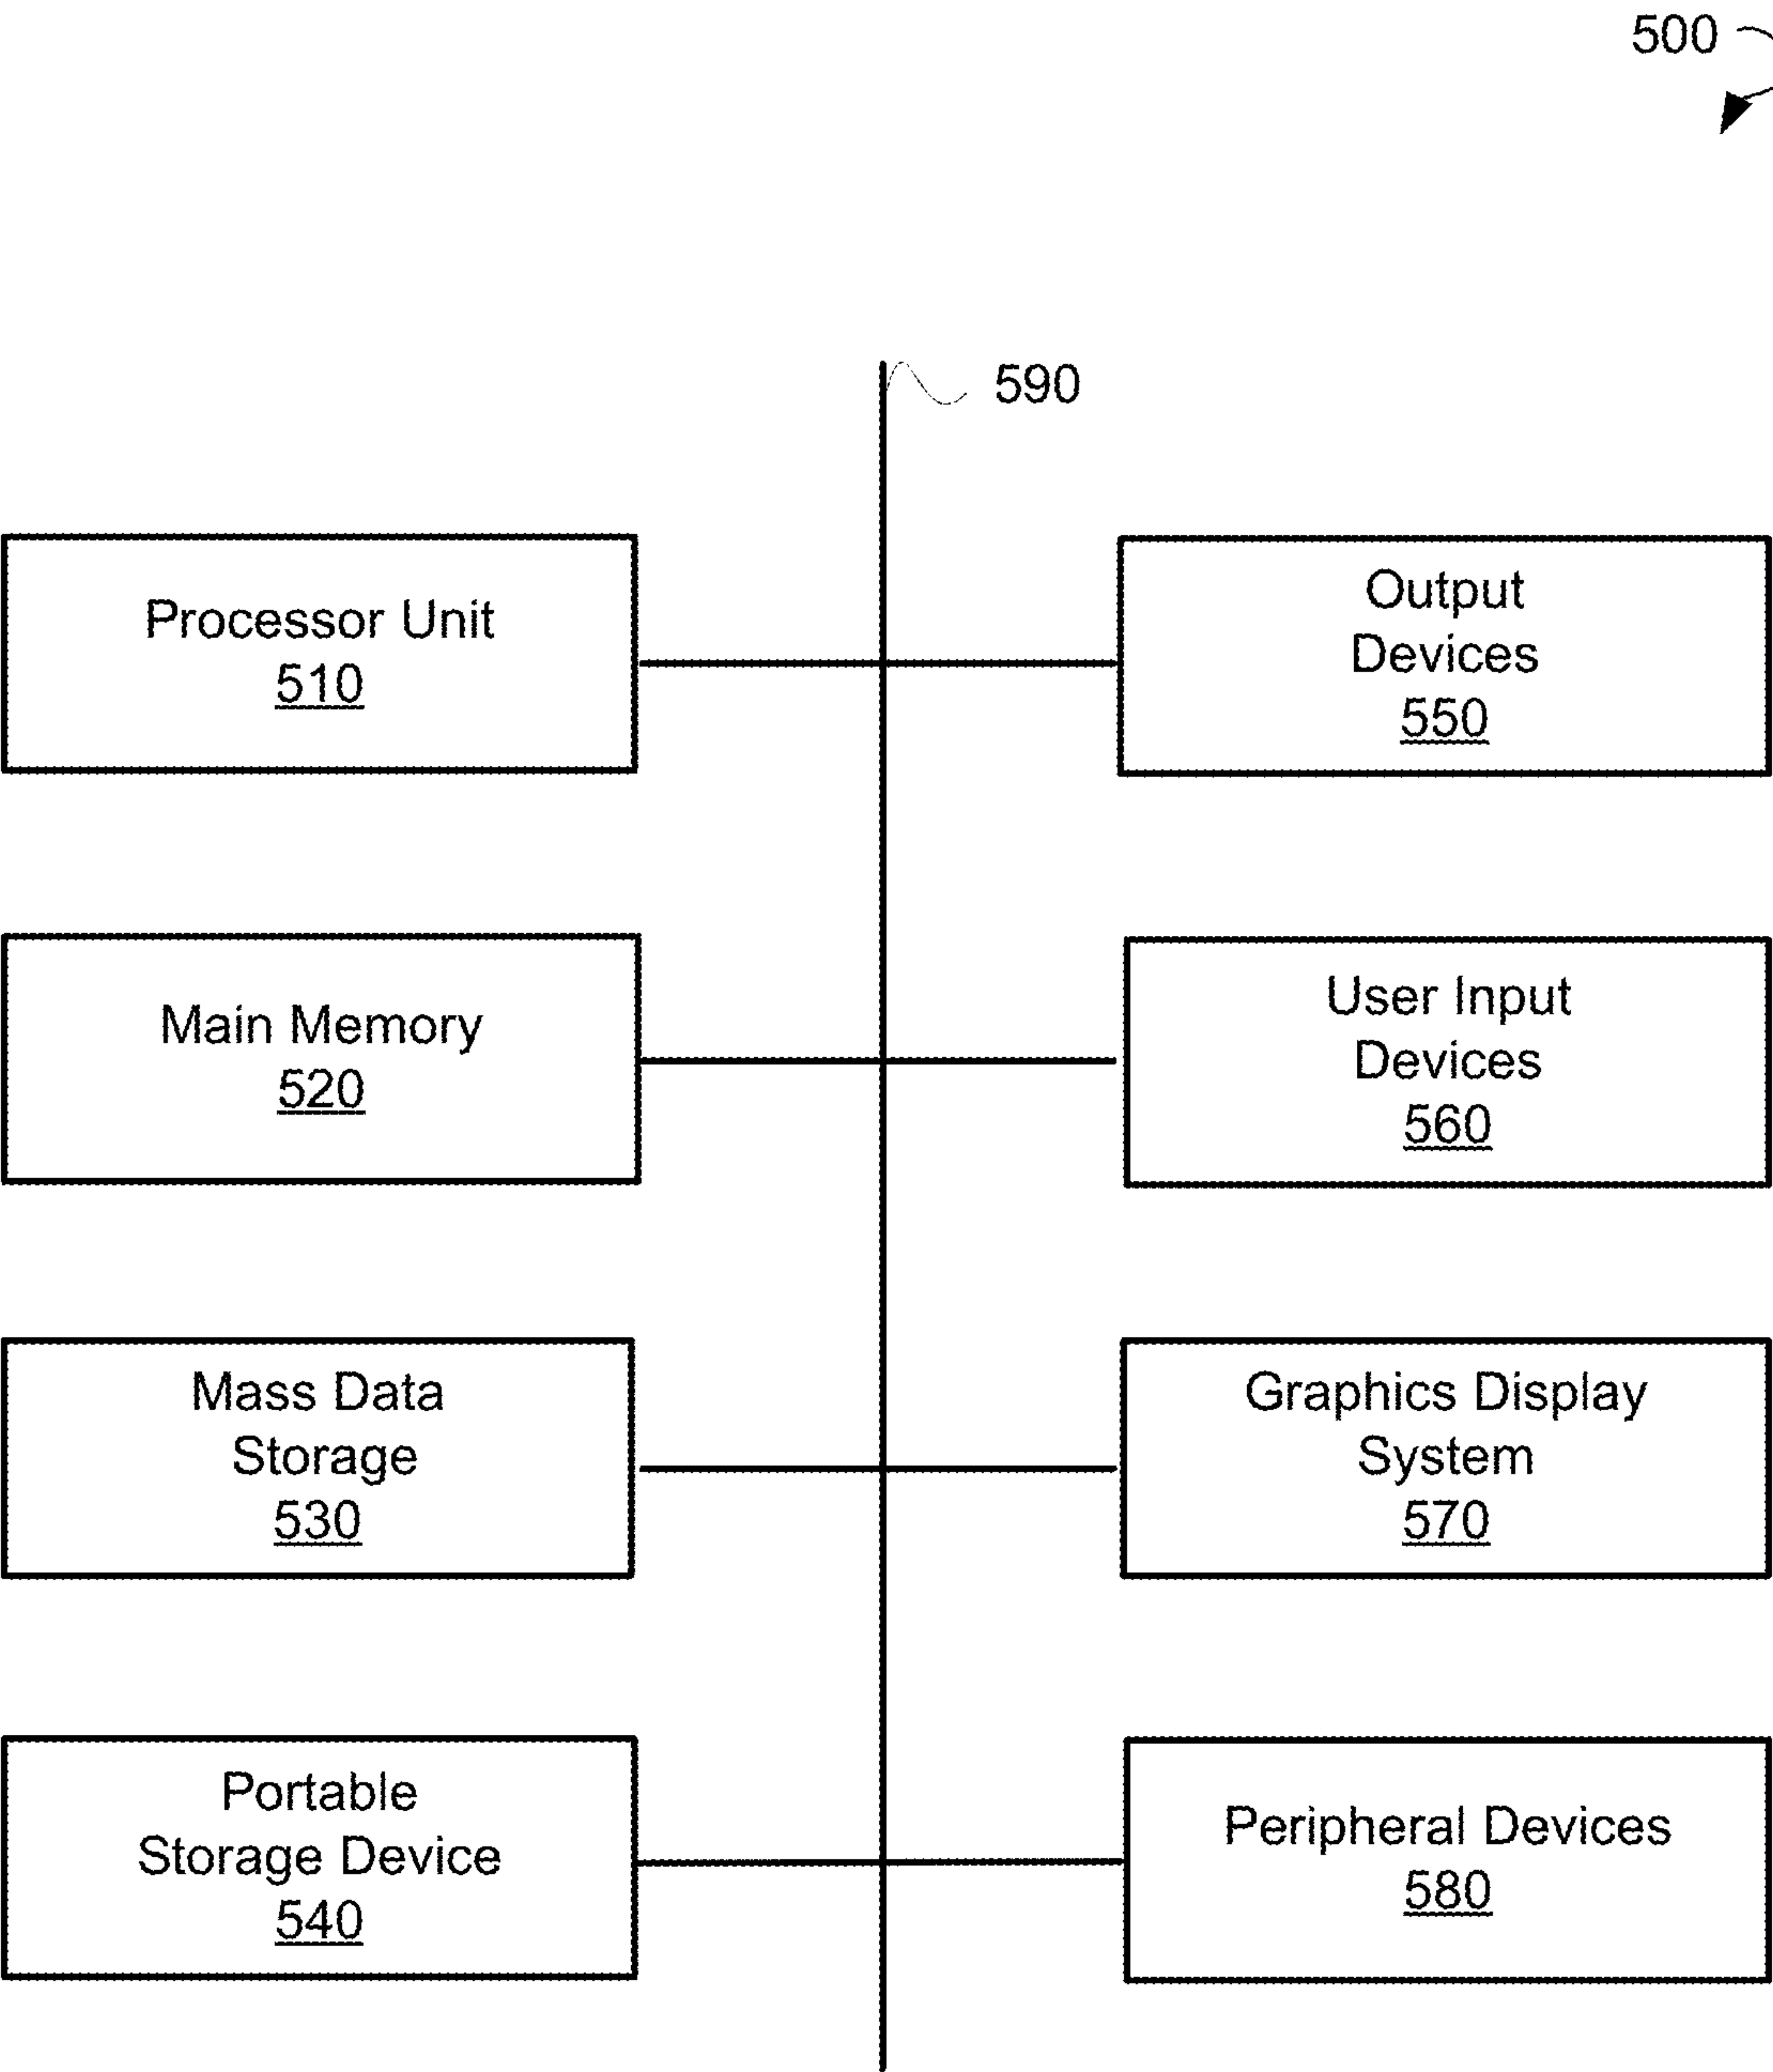 500
590
Processor Unit
510
Output
Devices
550
Main Memory
520
User Input
Devices
560
Mass Data
Storage
530
Graphics Display
System
570
Portable
Storage Device
540
Peripheral Devices
580